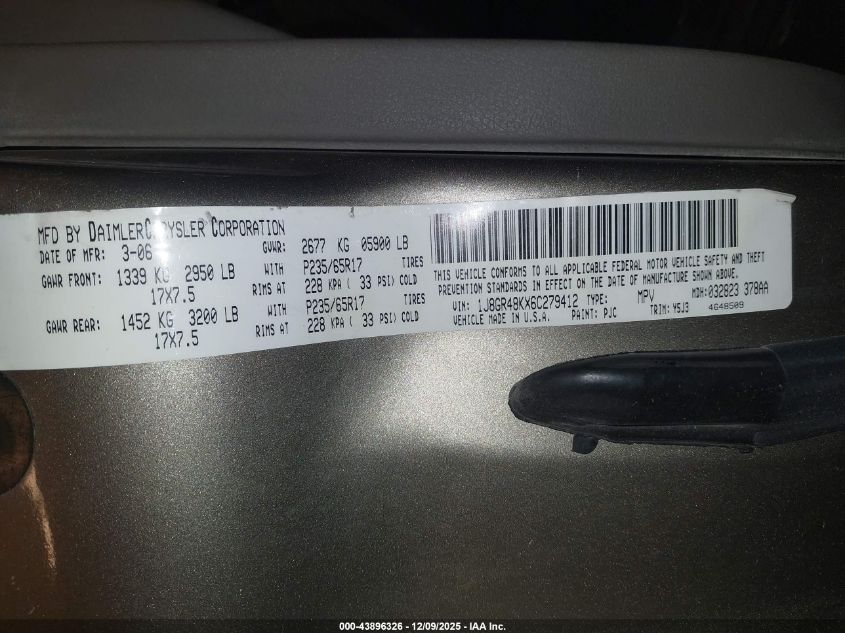 MFD BY DAIMLERCHRYSLER CORPORATION
DATE OF MFR: 3-06 GVWR: 2677 KG 05900 LB
GAWR FRONT: 1339 KG 2950 LB WITH P235/65R17 TIRES
17X7.5 RIMS AT 228 KPA ( 33 PSI) COLD
GAWR REAR: 1452 KG 3200 LB WITH P235/65R17 TIRES
17X7.5 RIMS AT 228 KPA ( 33 PSI) COLD
THIS VEHICLE CONFORMS TO ALL APPLICABLE FEDERAL MOTOR VEHICLE SAFETY AND THEFT
PREVENTION STANDARDS IN EFFECT ON THE DATE OF MANUFACTURE SHOWN ABOVE.
MDH: 032823 378AA
VIN: 1J8GR48KX6C279412 TYPE: MPV
VEHICLE MADE IN U.S.A. PAINT: PJC TRIM: Y5J3 4648509
000-43896326 - 12/09/2025 - IAA Inc.